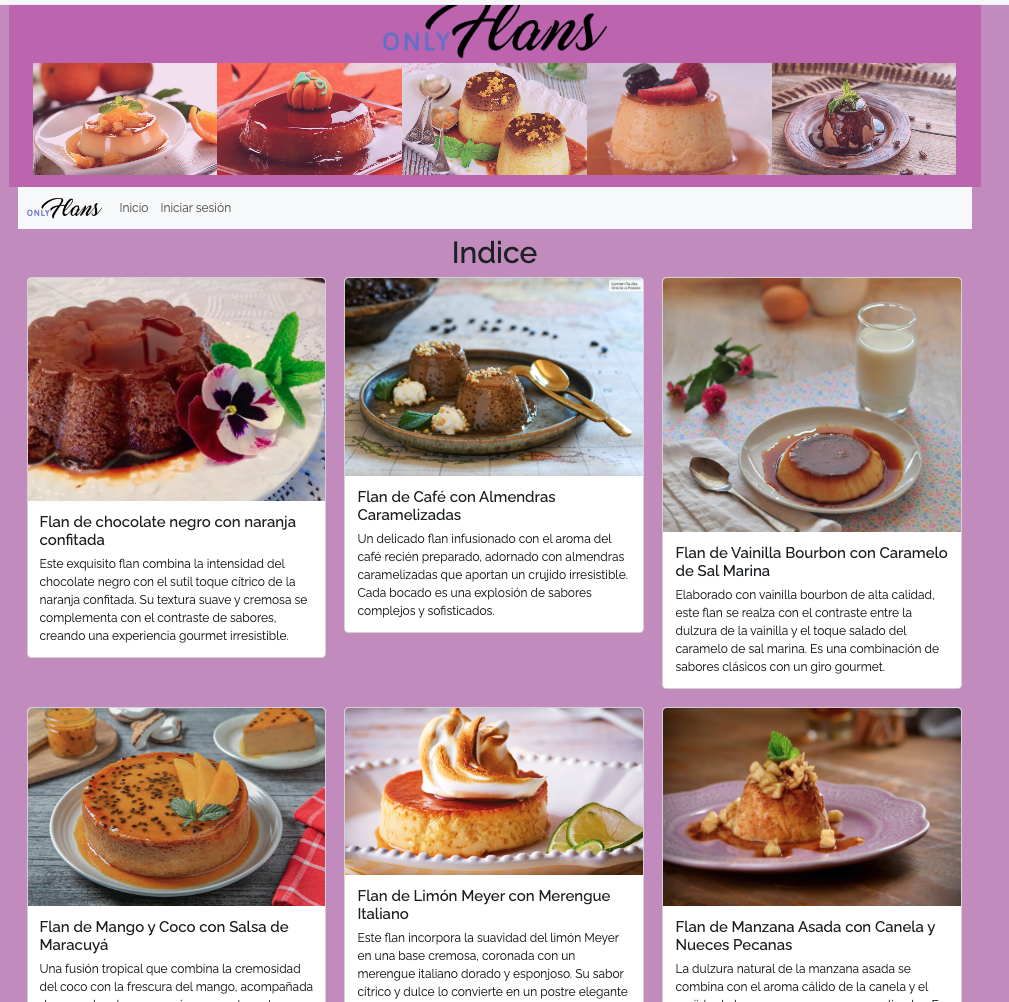 ONLY Flans
ONLY Flans Inicio Iniciar sesión
Indice
Flan de chocolate negro con naranja
confitada
Este exquisito flan combina la intensidad del
chocolate negro con el sutil toque cítrico de la
naranja confitada. Su textura suave y cremosa se
complementa con el contraste de sabores,
creando una experiencia gourmet irresistible.
Flan de Café con Almendras
Caramelizadas
Un delicado flan infusionado con el aroma del
café recién preparado, adornado con almendras
caramelizadas que aportan un crujido irresistible.
Cada bocado es una explosión de sabores
complejos y sofisticados.
Flan de Vainilla Bourbon con Caramelo
de Sal Marina
Elaborado con vainilla bourbon de alta calidad,
este flan se realza con el contraste entre la
dulzura de la vainilla y el toque salado del
caramelo de sal marina. Es una combinación de
sabores clásicos con un giro gourmet.
Flan de Mango y Coco con Salsa de
Maracuyá
Una fusión tropical que combina la cremosidad
del coco con la frescura del mango, acompañada
Flan de Limón Meyer con Merengue
Italiano
Este flan incorpora la suavidad del limón Meyer
en una base cremosa, coronada con un
merengue italiano dorado y esponjoso. Su sabor
cítrico y dulce lo convierte en un postre elegante
Flan de Manzana Asada con Canela y
Nueces Pecanas
La dulzura natural de la manzana asada se
combina con el aroma cálido de la canela y el